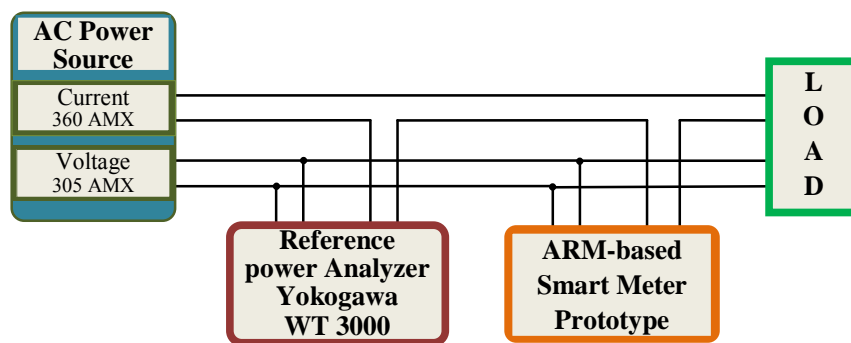 AC Power
Source
Current
360 AMX
Voltage
305 AMX
L
O
A
D
Reference
power Analyzer
Yokogawa
WT 3000
ARM-based
Smart Meter
Prototype